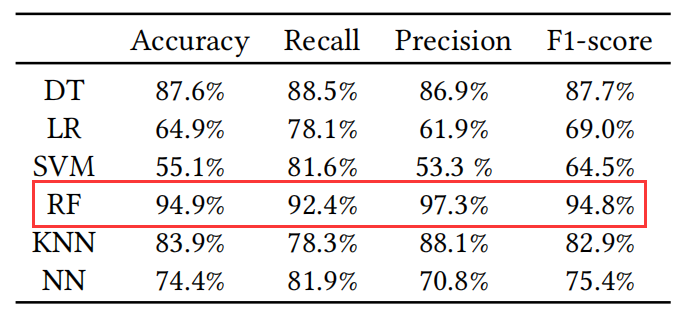 Accuracy Recall Precision F1-score
DT 87.6% 88.5% 86.9% 87.7%
LR 64.9% 78.1% 61.9% 69.0%
SVM 55.1% 81.6% 53.3 % 64.5%
RF 94.9% 92.4% 97.3% 94.8%
KNN 83.9% 78.3% 88.1% 82.9%
NN 74.4% 81.9% 70.8% 75.4%